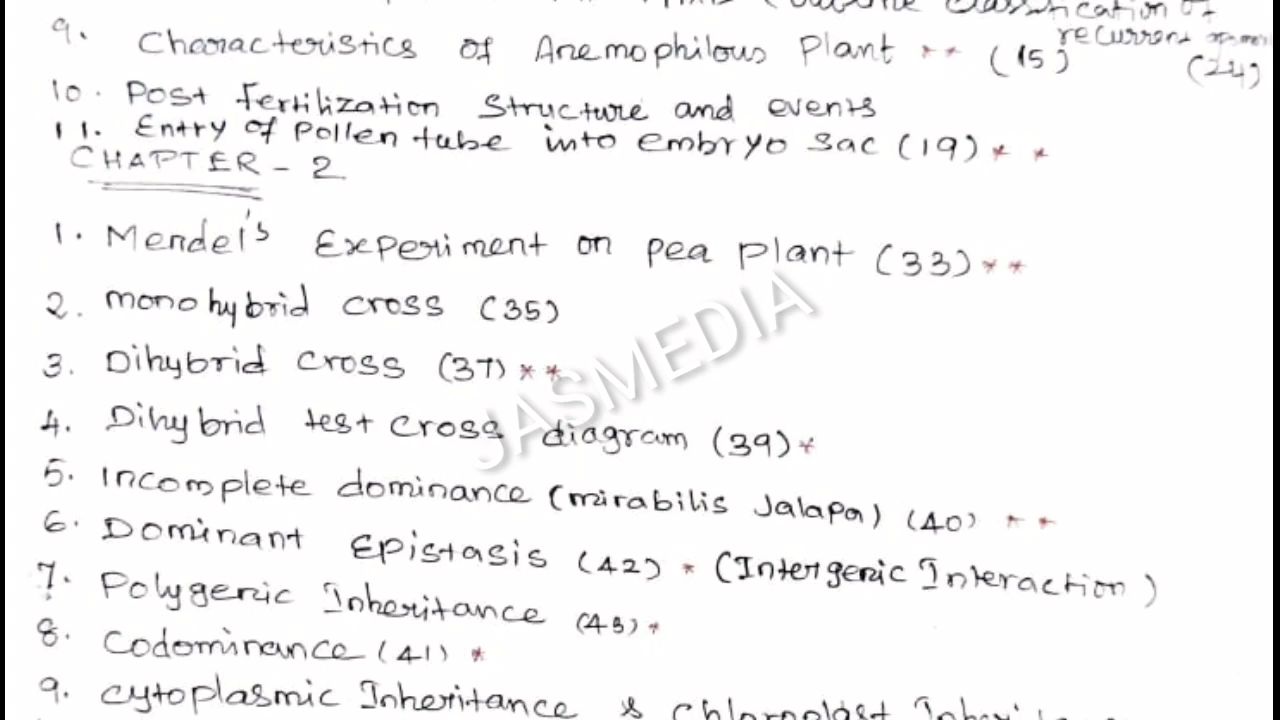 Classification of
9. Characteristics of Anemophilous Plant ** (15) recurrent (24)
10. Post fertilization Structure and events
11. Entry of pollen tube into embryo sac (19) * *
CHAPTER - 2
1. Mendel's Experiment on pea plant (33) **
2. monohybrid cross (35)
3. Dihybrid cross (37) **
4. Dihybrid test cross diagram (39) *
5. Incomplete dominance (mirabilis Jalapa) (40) * *
6. Dominant Epistasis (42) * (Intergenic Interaction)
7. Polygenic Inheritance (43) *
8. Codominance (41) *
9. cytoplasmic Inheritance & chloroplast
JASMEDIA